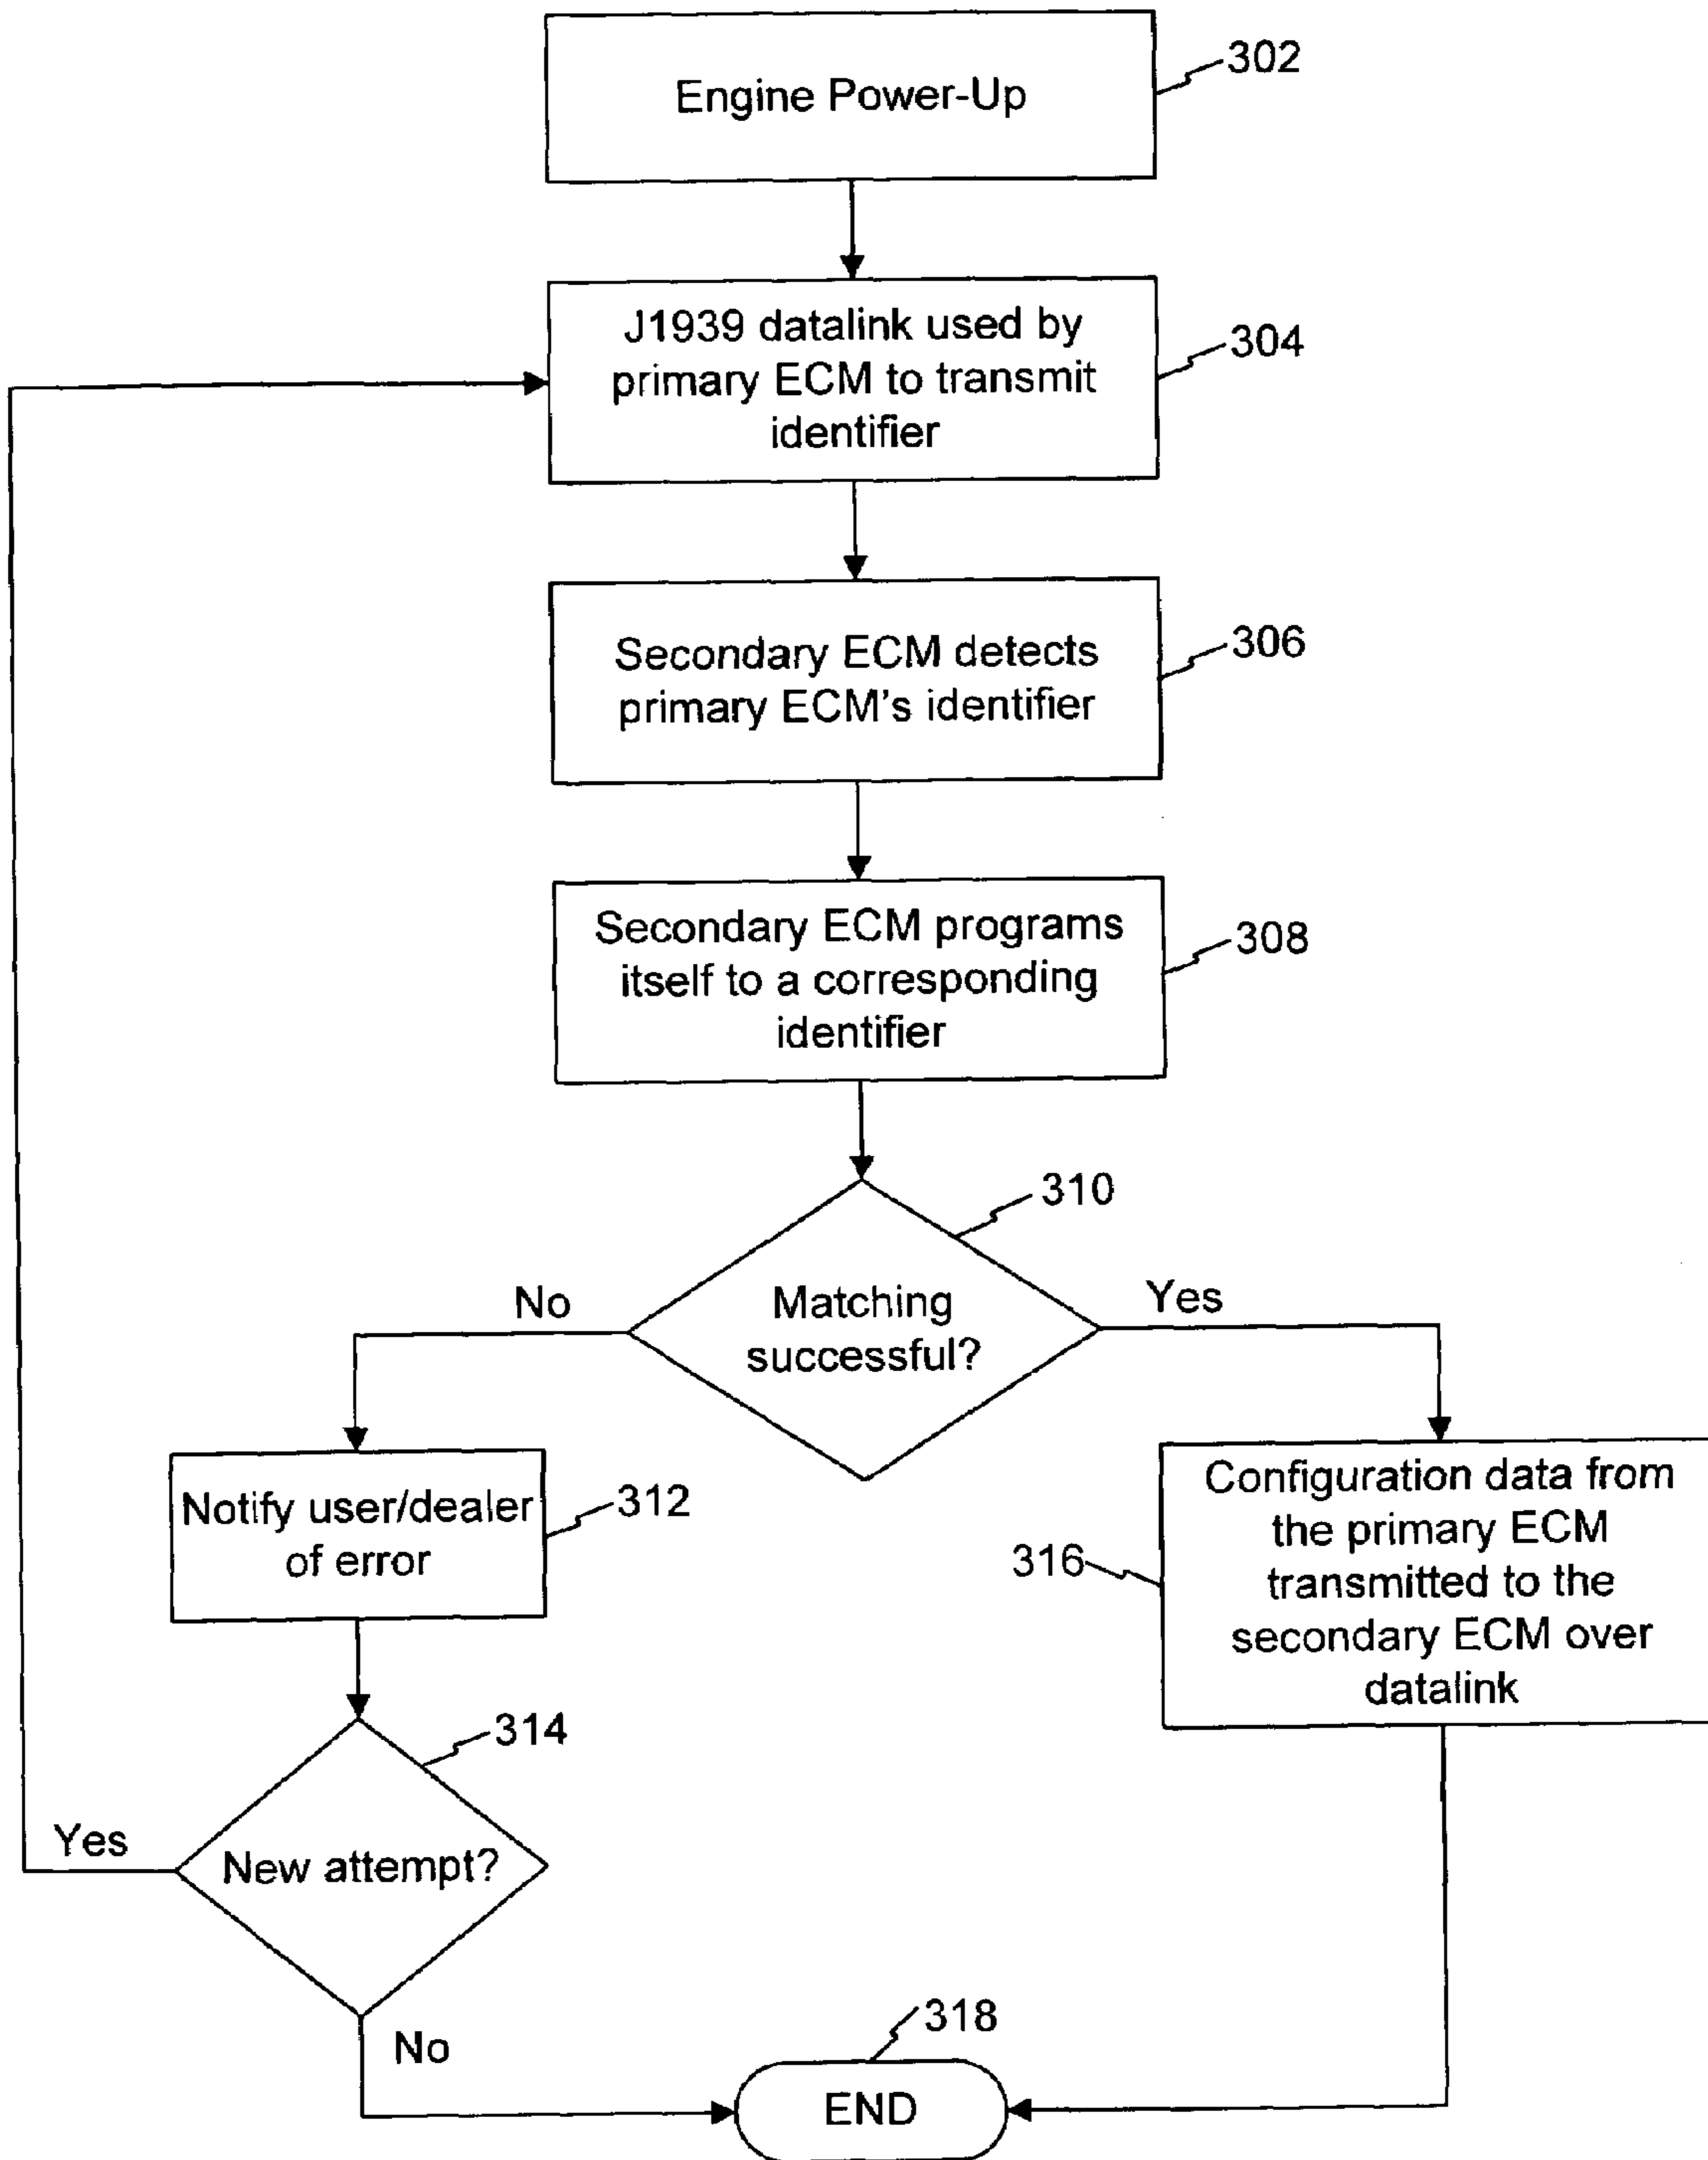 Engine Power-Up
302
J1939 datalink used by
primary ECM to transmit
identifier
304
Secondary ECM detects
primary ECM's identifier
306
Secondary ECM programs
itself to a corresponding
identifier
308
310
Matching
successful?
No
Yes
Notify user/dealer
of error
312
Configuration data from
the primary ECM
transmitted to the
secondary ECM over
datalink
316
314
New attempt?
Yes
No
318
END